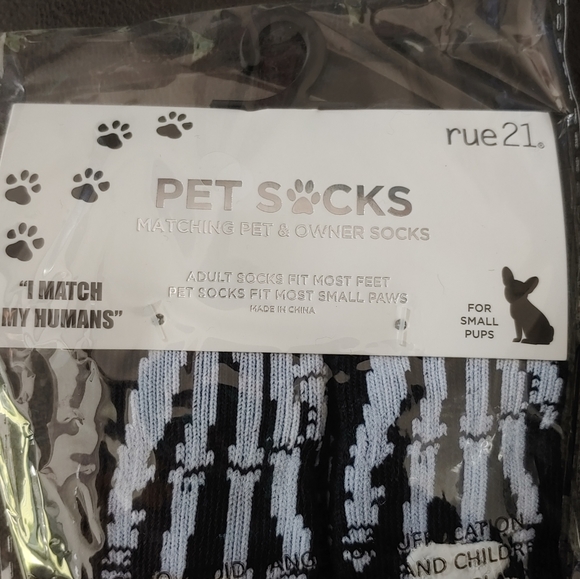 rue21.
PET SOCKS
MATCHING PET & OWNER SOCKS
ADULT SOCKS FIT MOST FEET
PET SOCKS FIT MOST SMALL PAWS
MADE IN CHINA
"I MATCH
MY HUMANS"
FOR
SMALL
PUPS
AND CHILDRE